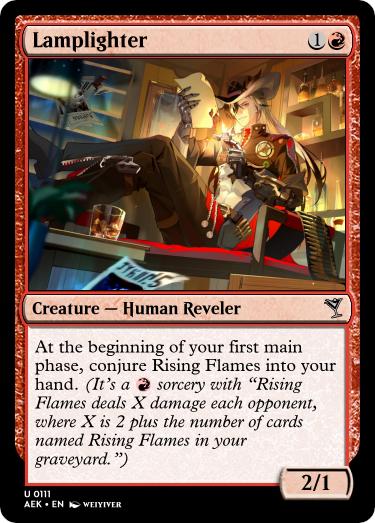 Lamplighter 1
Creature — Human Reveler
At the beginning of your first main
phase, conjure Rising Flames into your
hand. (It's a sorcery with “Rising
Flames deals X damage each opponent,
where X is 2 plus the number of cards
named Rising Flames in your
graveyard.”)
2/1
U 0111
AEK • EN WEIYIVER